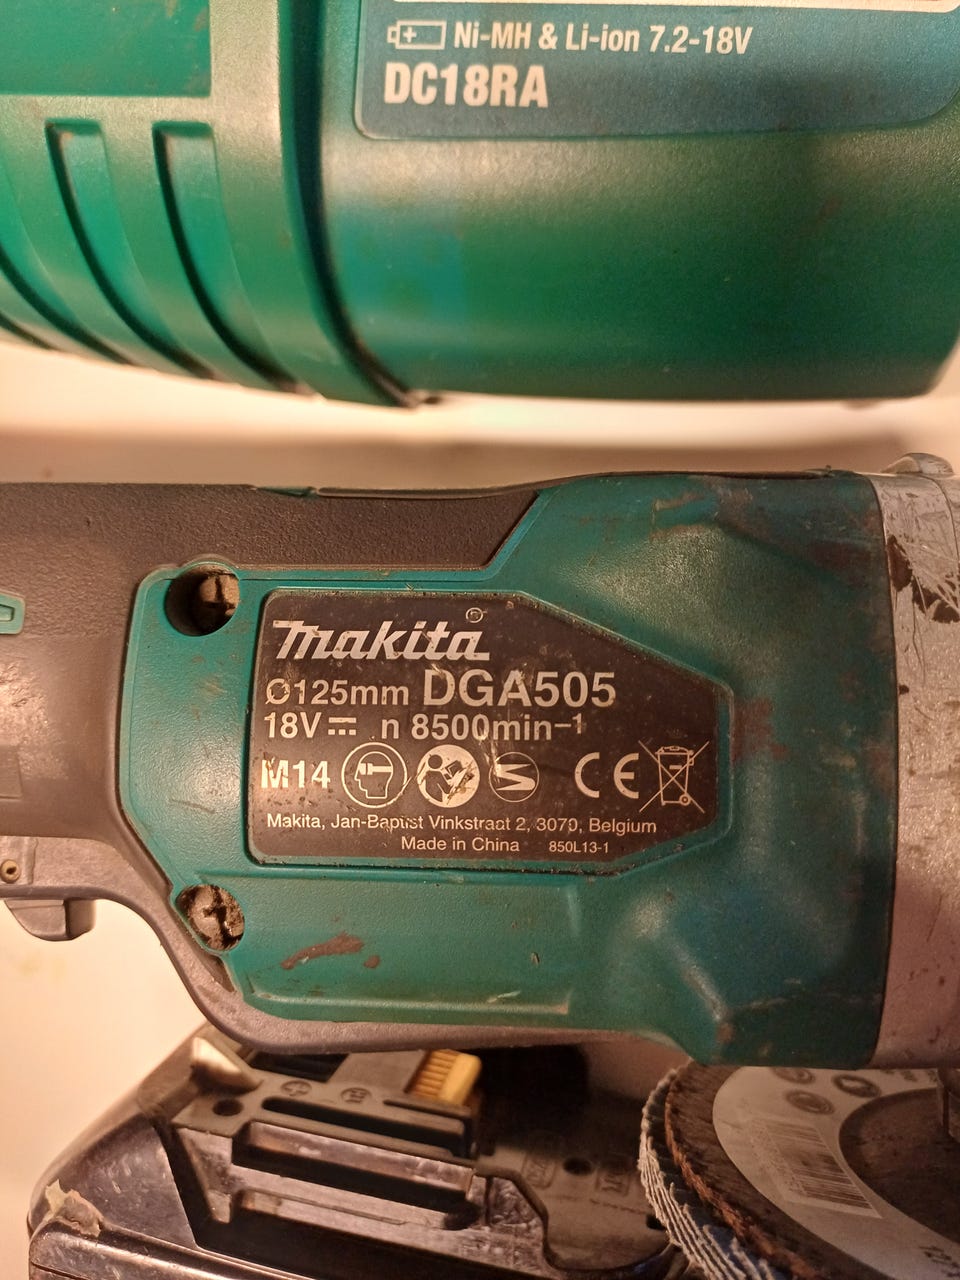 Ni-MH & Li-ion 7.2-18V
DC18RA
makita
Ø125mm DGA505
18V n 8500min⁻¹
M14 CE
Makita, Jan-Baptist Vinkstraat 2, 3070, Belgium
Made in China 850L13-1